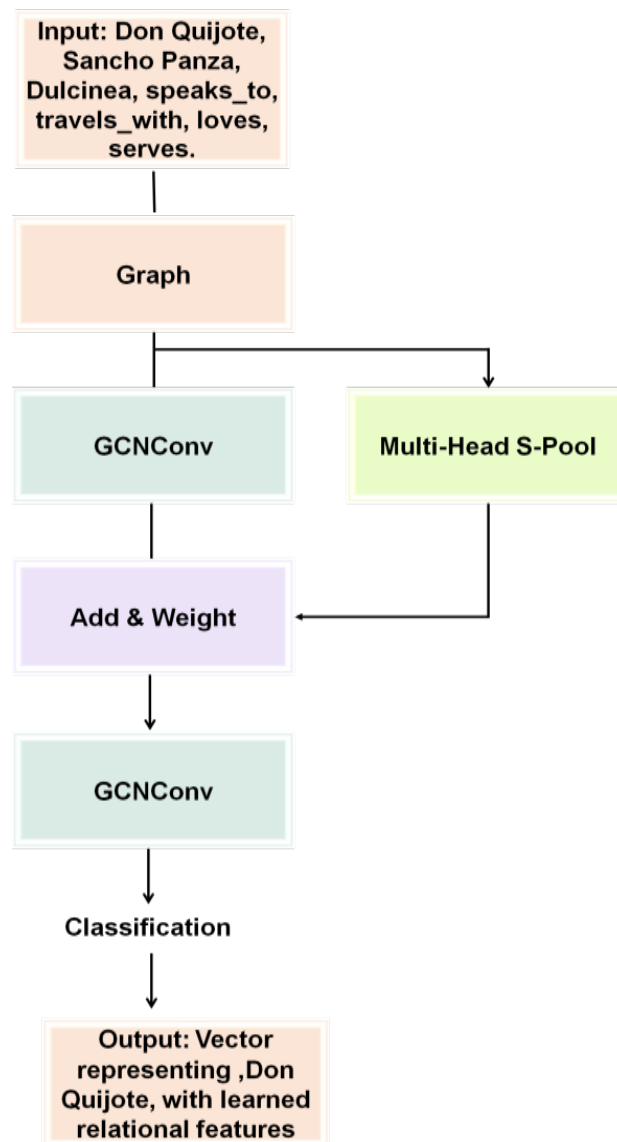 Input: Don Quijote,
Sancho Panza,
Dulcinea, speaks_to,
travels_with, loves,
serves.
Graph
GCNConv
Multi-Head S-Pool
Add & Weight
GCNConv
Classification
Output: Vector
representing ,Don
Quijote, with learned
relational features